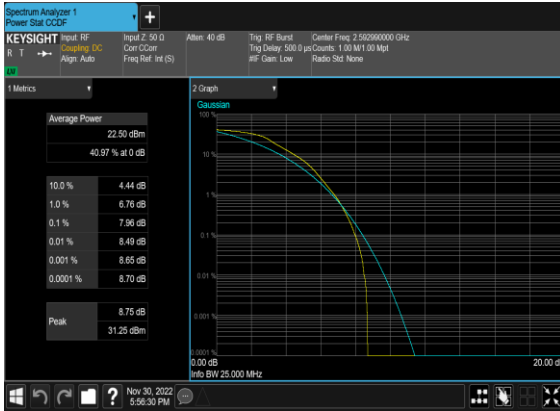 Spectrum Analyzer 1
Power Stat CCDF
+
KEYSIGHT
R T
LXI
Input: RF
Coupling: DC
Align: Auto
Input Z: 50 Ω
Corr CCorr
Freq Ref: Int (S)
Atten: 40 dB
Trig: RF Burst
Trig Delay: 500.0 µs
#IF Gain: Low
Center Freq: 2.592990000 GHz
Counts: 1.00 M/1.00 Mpt
Radio Std: None
1 Metrics
Average Power
22.50 dBm
40.97 % at 0 dB
10.0 % 4.44 dB
1.0 % 6.76 dB
0.1 % 7.96 dB
0.01 % 8.49 dB
0.001 % 8.65 dB
0.0001 % 8.70 dB
Peak
8.75 dB
31.25 dBm
2 Graph
Gaussian
100 %
10 %
1 %
0.1 %
0.01 %
0.001 %
0.0001 %
0.00 dB
20.00 d
Info BW 25.000 MHz
?
Nov 30, 2022
5:56:30 PM